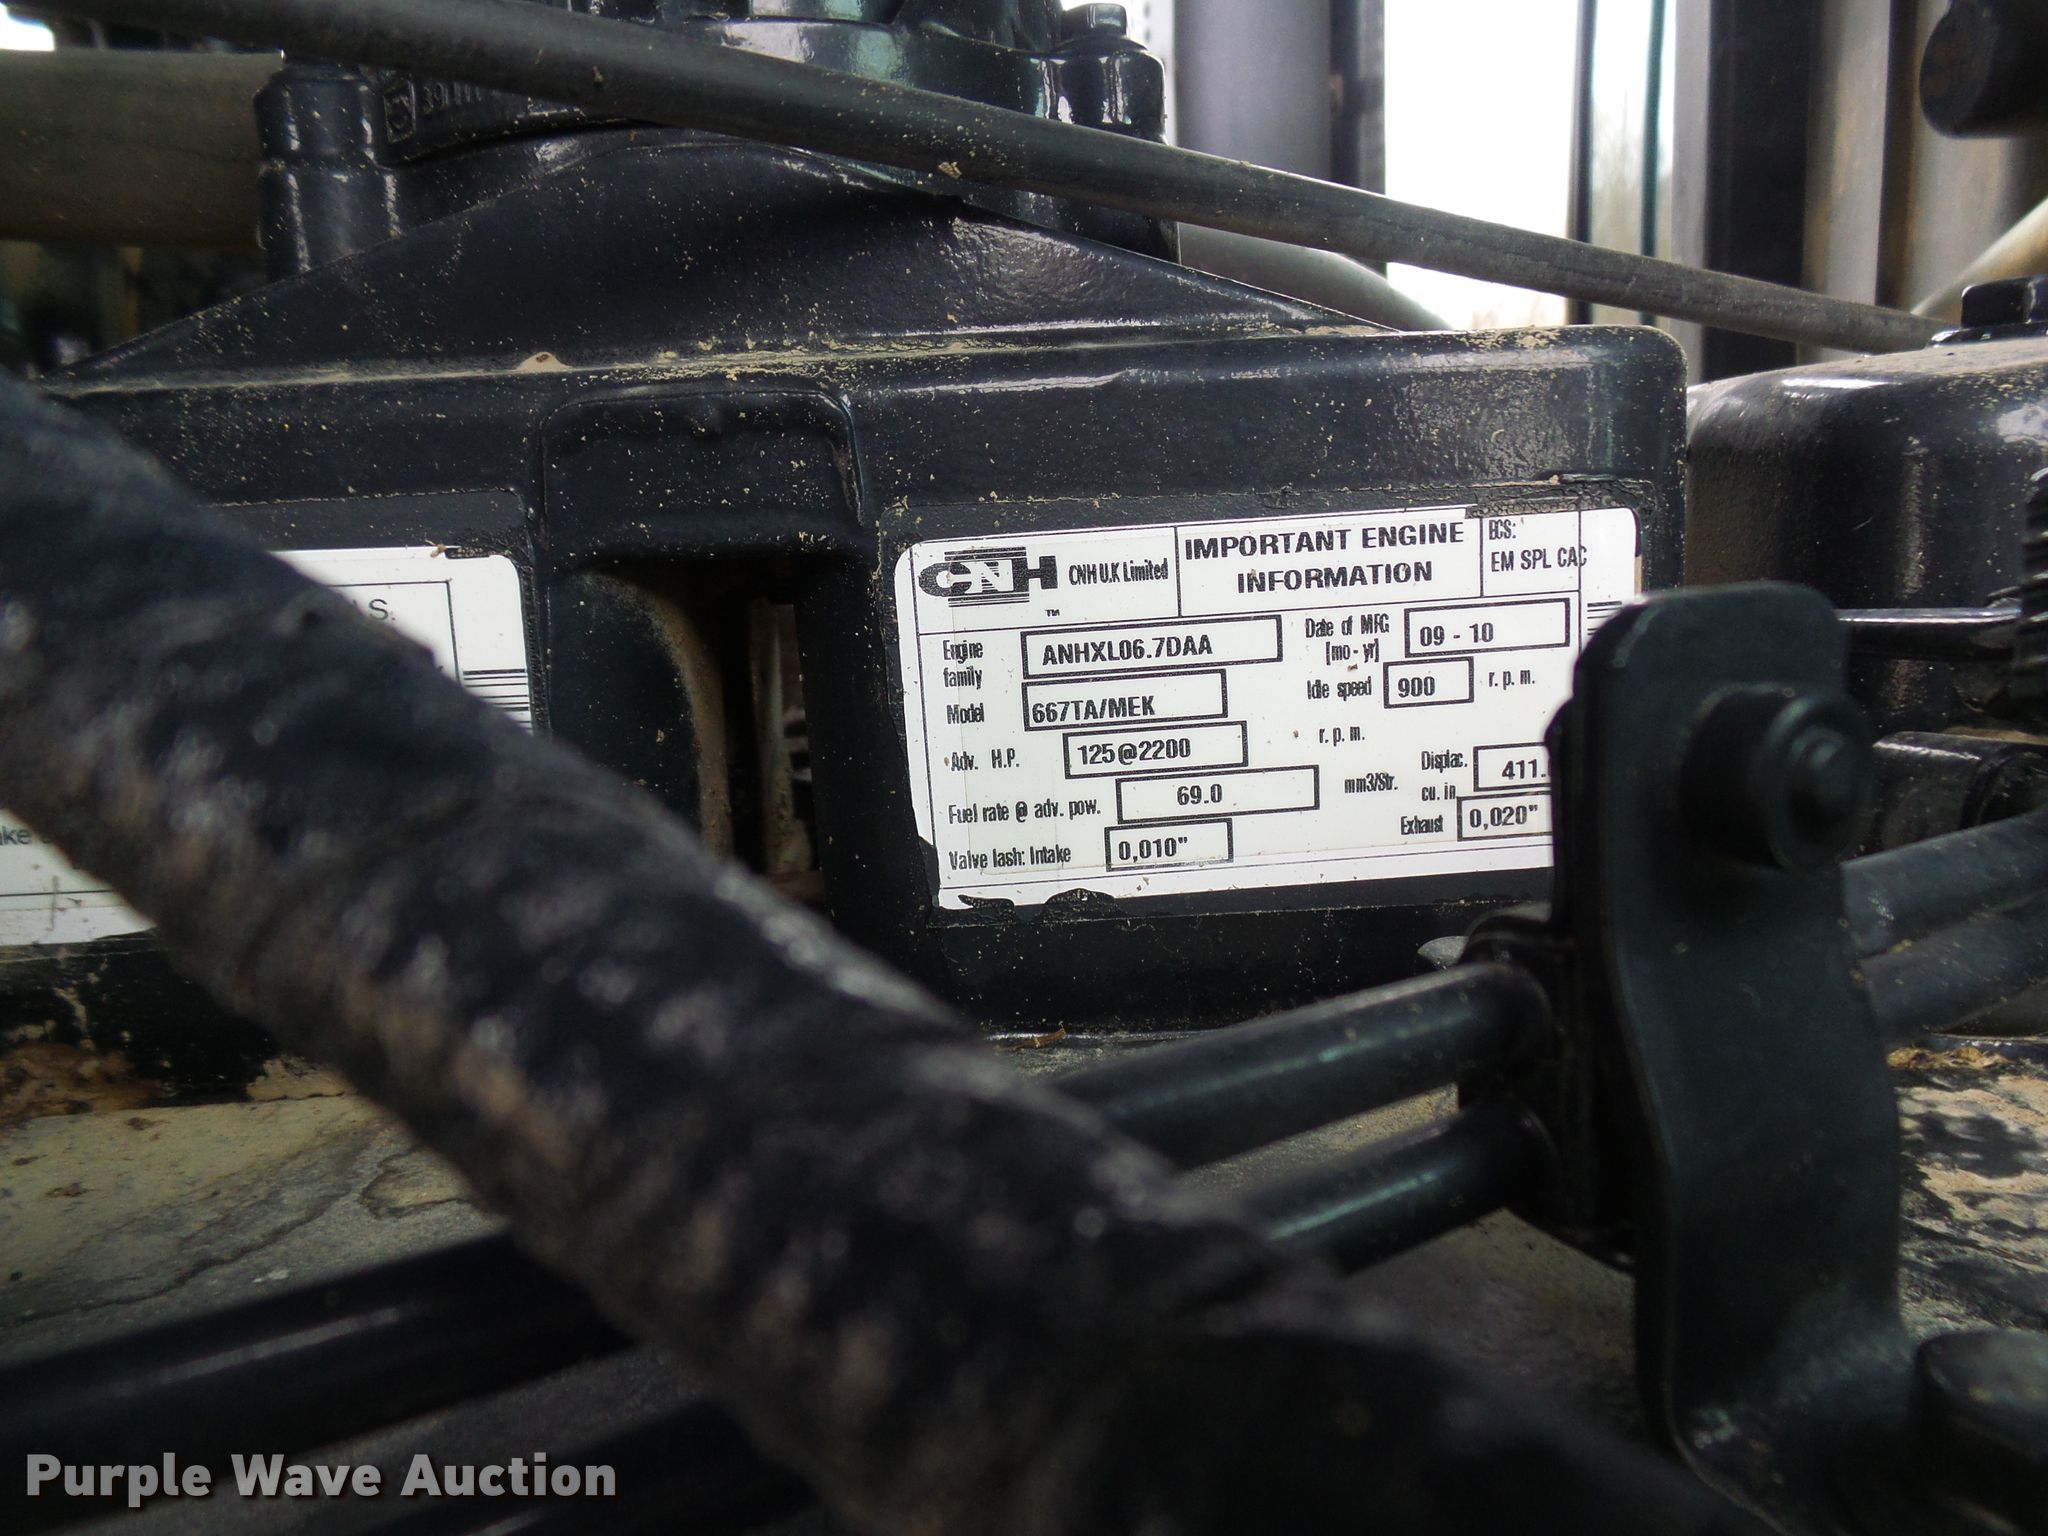 CNH
TM
CNH U.K Limited
IMPORTANT ENGINE
INFORMATION
ECS:
EM SPL CAC
Engine family
ANHXL06.7DAA
Date of MFG
[mo - yr]
09 - 10
Model
667TA/MEK
Idle speed
900
r.p.m.
Adv. H.P.
125@2200
r.p.m.
Fuel rate @ adv. pow.
69.0
mm3/Str.
Displac.
cu. in
411.
Valve lash: Intake
0,010"
Exhaust
0,020"
Purple Wave Auction